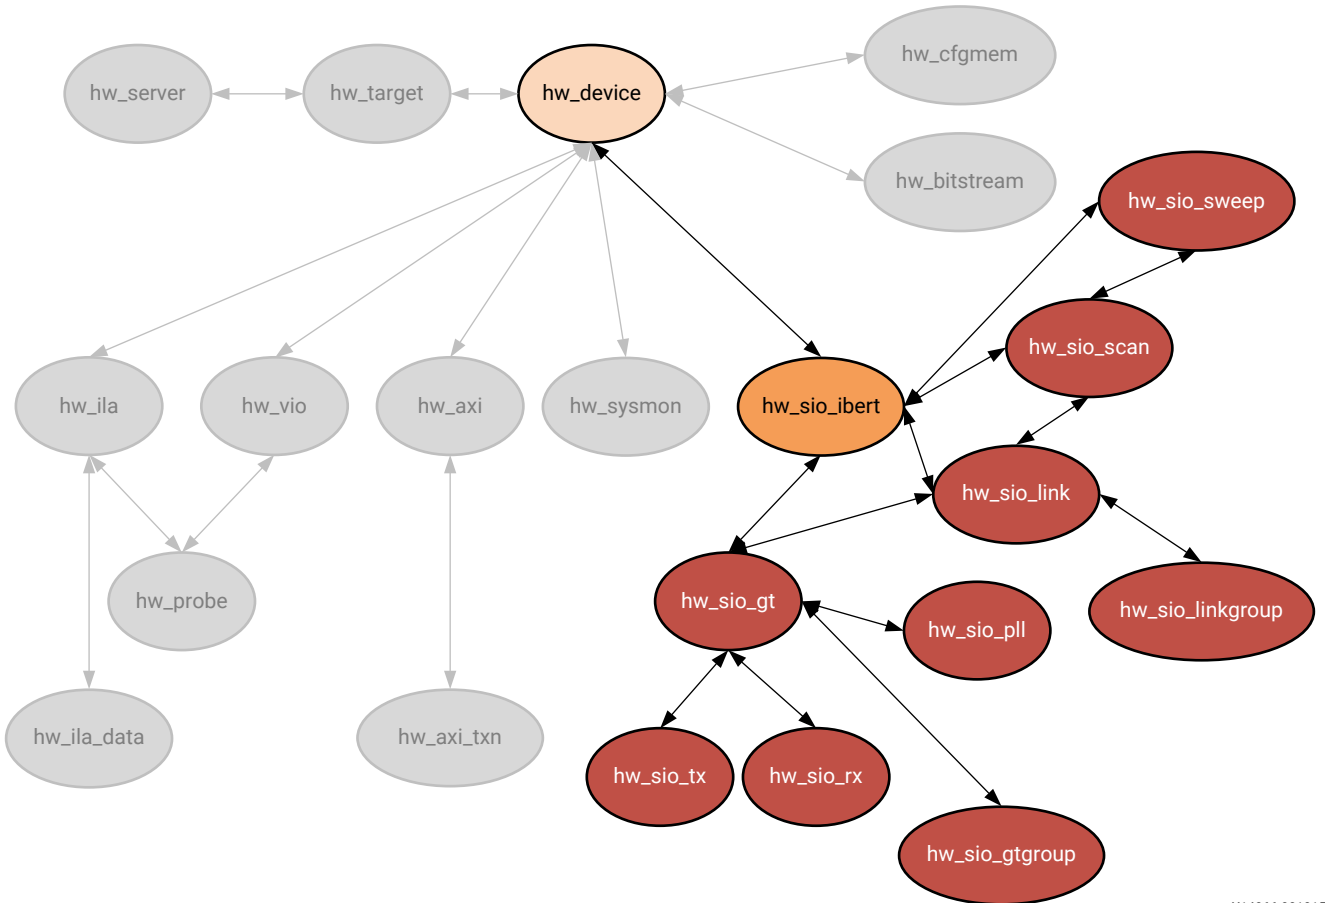 hw_server
hw_target
hw_device
hw_cfgmem
hw_bitstream
hw_sio_sweep
hw_sio_scan
hw_ila
hw_vio
hw_axi
hw_sysmon
hw_sio_ibert
hw_sio_link
hw_probe
hw_sio_gt
hw_sio_pll
hw_sio_linkgroup
hw_ila_data
hw_axi_txn
hw_sio_tx
hw_sio_rx
hw_sio_gtgroup